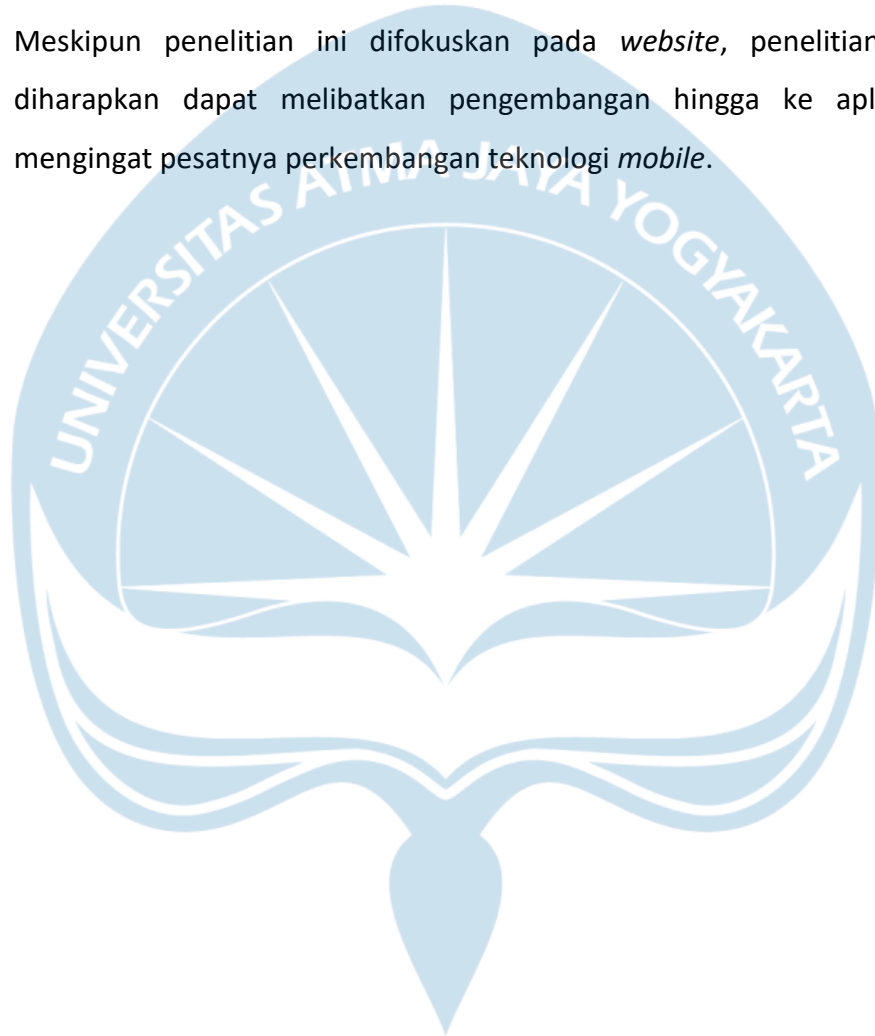 Meskipun penelitian ini difokuskan pada website, penelitian
diharapkan dapat melibatkan pengembangan hingga ke apl
mengingat pesatnya perkembangan teknologi mobile.
UNIVERSITAS ATMA JAYA YOGYAKARTA